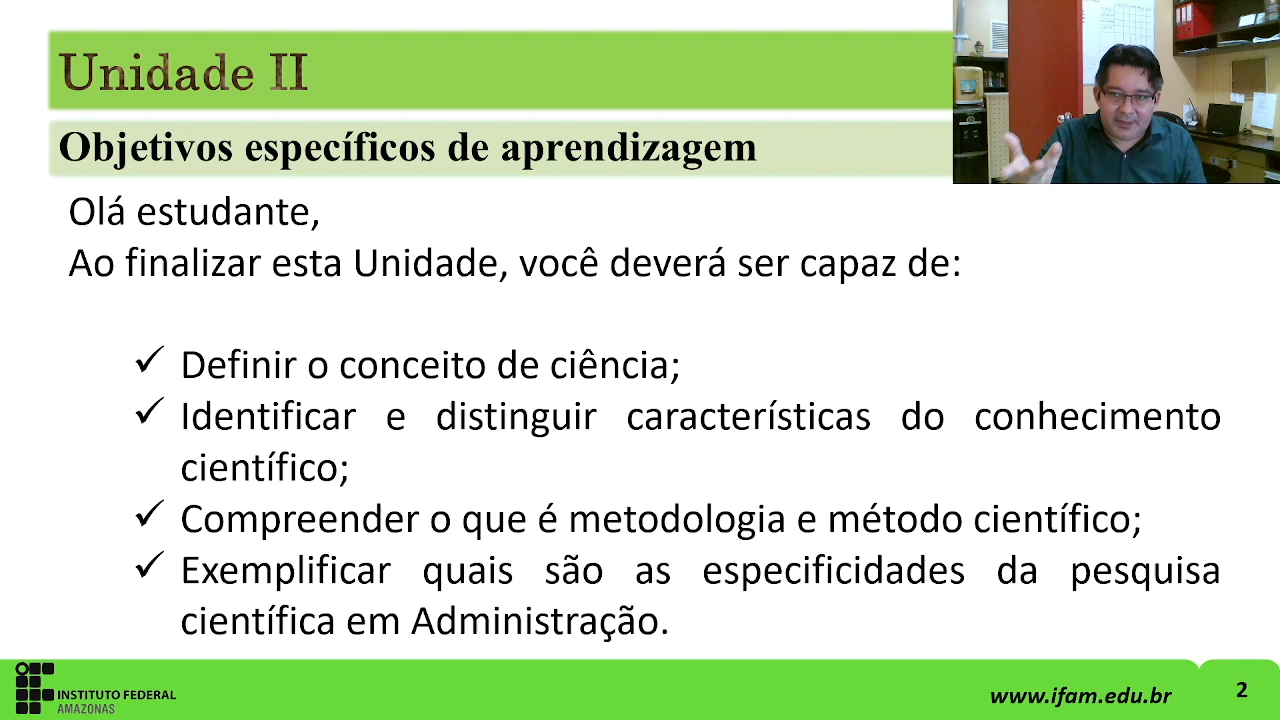 Unidade II
Objetivos específicos de aprendizagem
Olá estudante,
Ao finalizar esta Unidade, você deverá ser capaz de:
✓ Definir o conceito de ciência;
✓ Identificar e distinguir características do conhecimento
científico;
✓ Compreender o que é metodologia e método científico;
✓ Exemplificar quais são as especificidades da pesquisa
científica em Administração.
INSTITUTO FEDERAL
AMAZONAS
www.ifam.edu.br
2